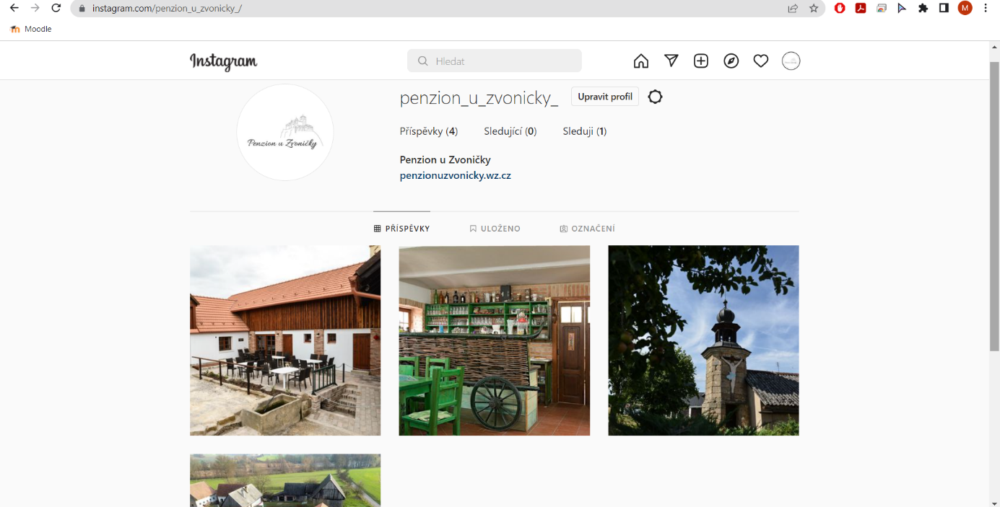 instagram.com/penzion_u_zvonicky_/
M
Moodle
Instagram
Hledat
Penzion u Zvoničky
penzion_u_zvonicky_ Upravit profil
Příspěvky (4) Sledující (0) Sleduji (1)
Penzion u Zvoničky
penzionuzvonicky.wz.cz
PŘÍSPĚVKY ULOŽENO OZNAČENÍ